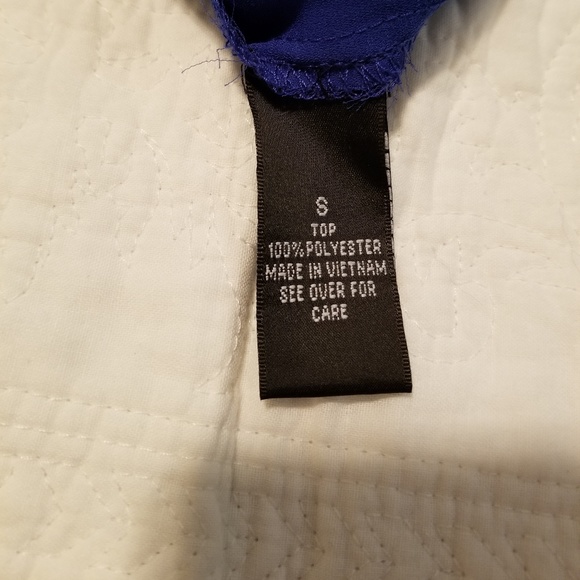 S
TOP
100%POLYESTER
MADE IN VIETNAM
SEE OVER FOR
CARE